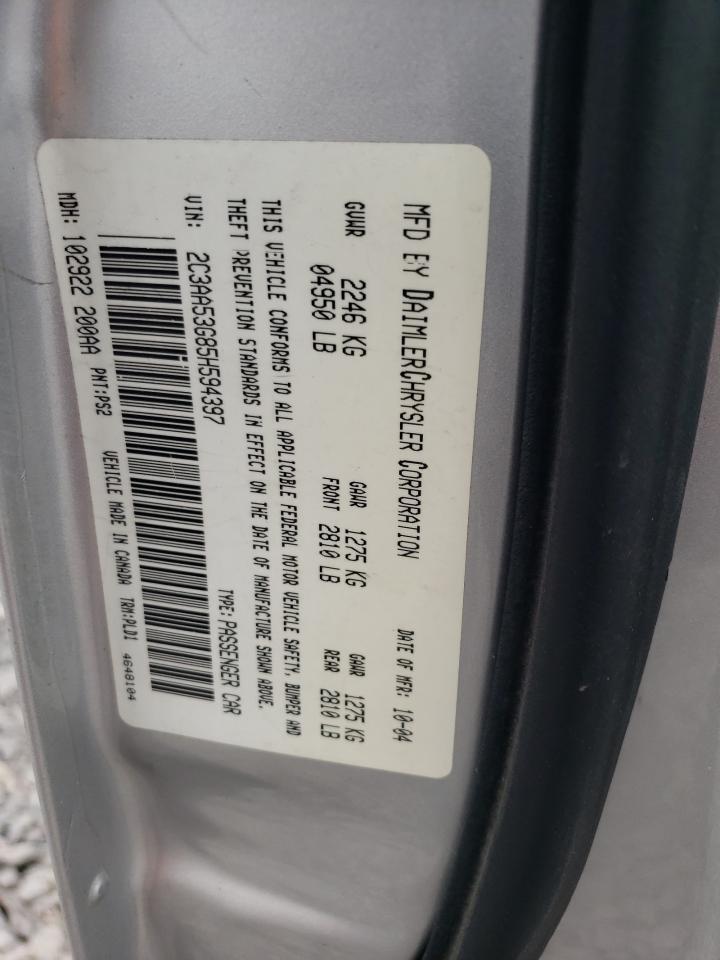 MFD BY DAIMLERCHRYSLER CORPORATION DATE OF MFR: 10-04
GVWR 2246 KG GAWR 1275 KG GAWR 1275 KG
04950 LB FRONT 2810 LB REAR 2810 LB
THIS VEHICLE CONFORMS TO ALL APPLICABLE FEDERAL MOTOR VEHICLE SAFETY, BUMPER AND
THEFT PREVENTION STANDARDS IN EFFECT ON THE DATE OF MANUFACTURE SHOWN ABOVE.
VIN: 2C3AA53G85H594397 TYPE: PASSENGER CAR
MDH: 102922 200AA PNT:PS2 VEHICLE MADE IN CANADA TRM:PLD1 4648104